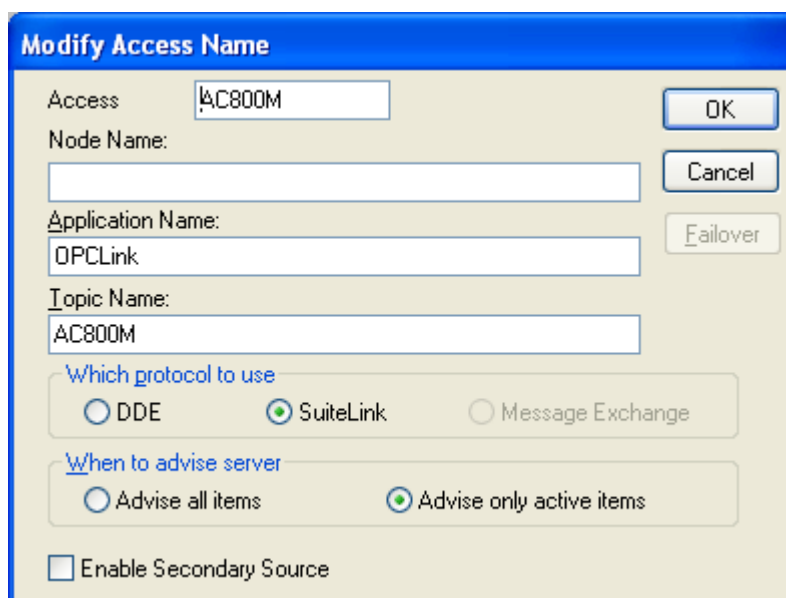 Modify Access Name
Access AC800M
OK
Node Name:
Cancel
Application Name:
Failover
OPCLink
Topic Name:
AC800M
Which protocol to use
DDE SuiteLink Message Exchange
When to advise server
Advise all items Advise only active items
Enable Secondary Source